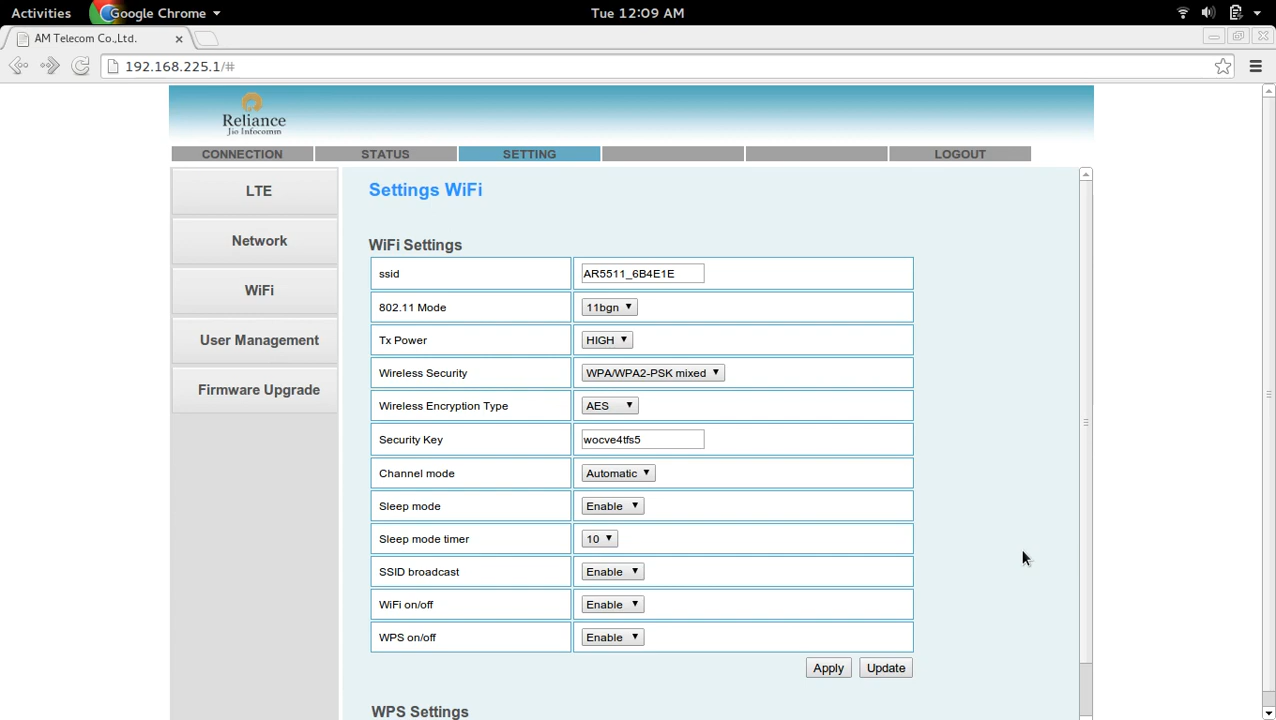 Activities Google Chrome Tue 12:09 AM
AM Telecom Co.,Ltd.
192.168.225.1/#
Reliance
Jio Infocomm
CONNECTION STATUS SETTING LOGOUT
LTE
Network
WiFi
User Management
Firmware Upgrade
Settings WiFi
WiFi Settings
ssid AR5511_6B4E1E
802.11 Mode 11bgn
Tx Power HIGH
Wireless Security WPA/WPA2-PSK mixed
Wireless Encryption Type AES
Security Key wocve4tfs5
Channel mode Automatic
Sleep mode Enable
Sleep mode timer 10
SSID broadcast Enable
WiFi on/off Enable
WPS on/off Enable
Apply Update
WPS Settings